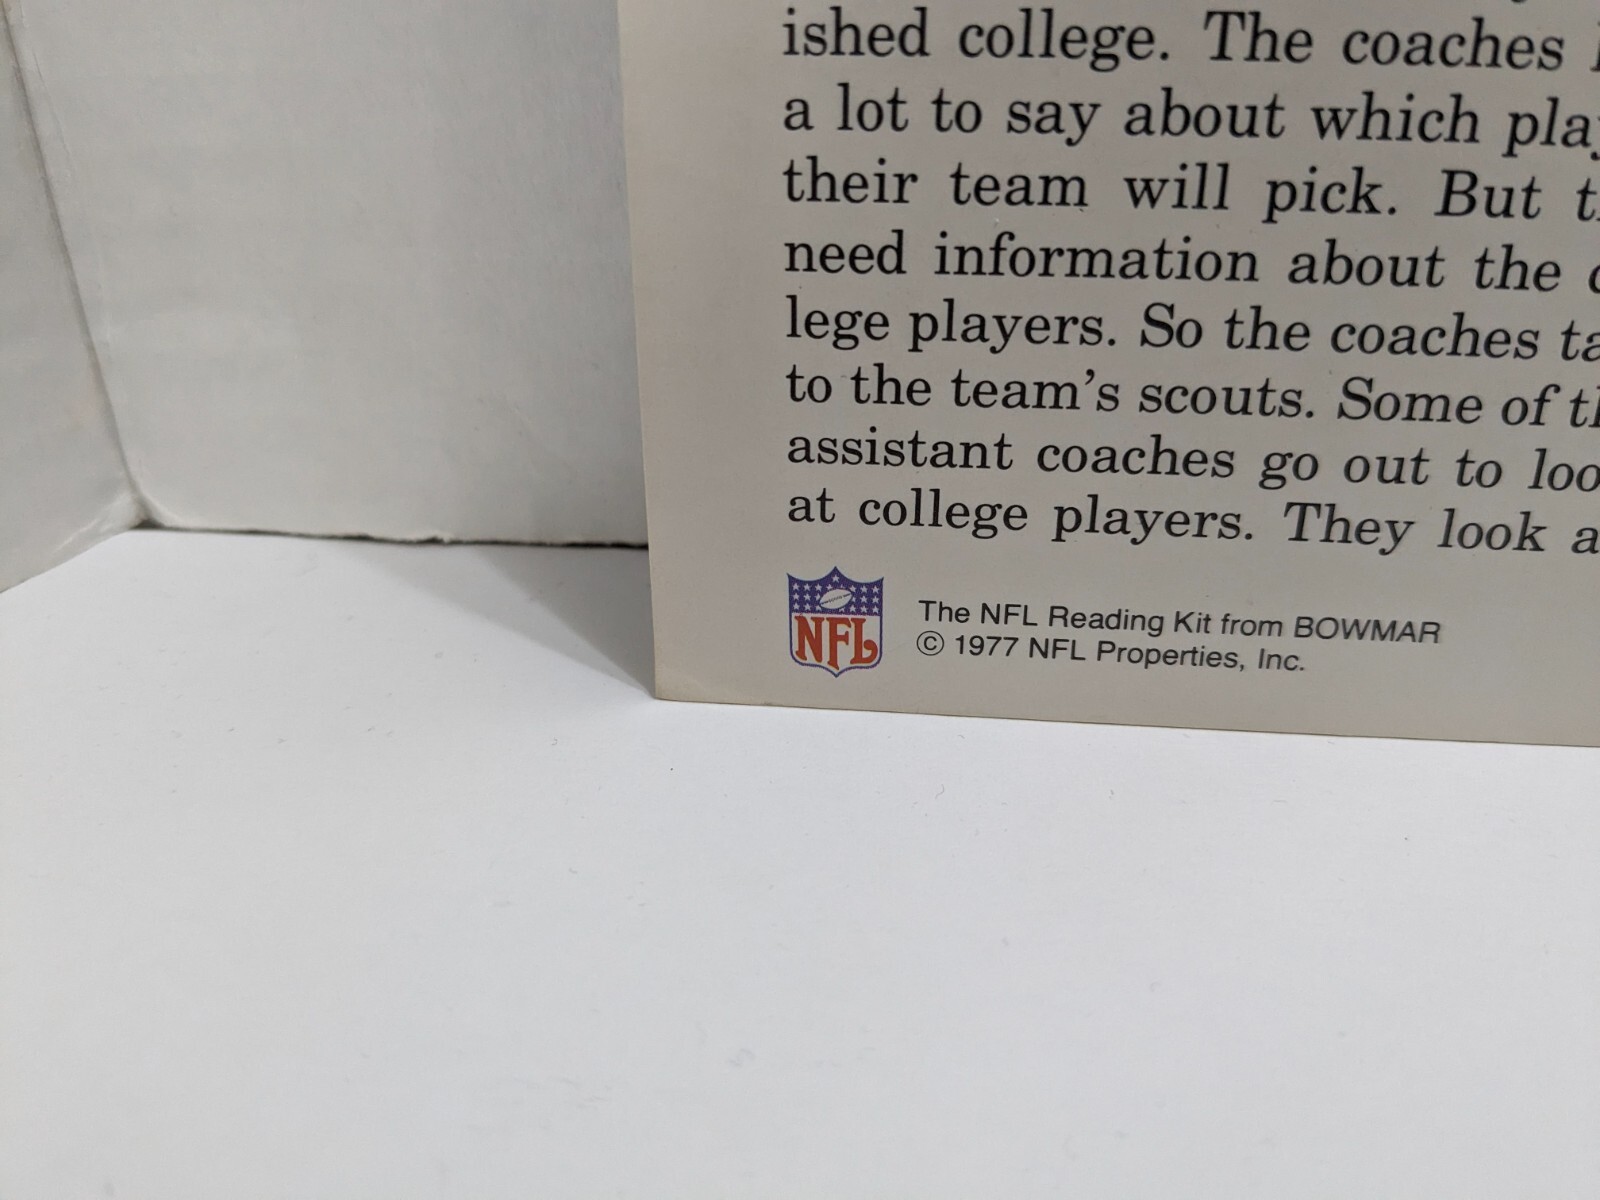 ished college. The coaches
a lot to say about which
their team will pick. But
need information about the
lege players. So the coaches
to the team's scouts. Some of
assistant coaches go out to
at college players. They look
NFL
The NFL Reading Kit from BOWMAR
© 1977 NFL Properties, Inc.